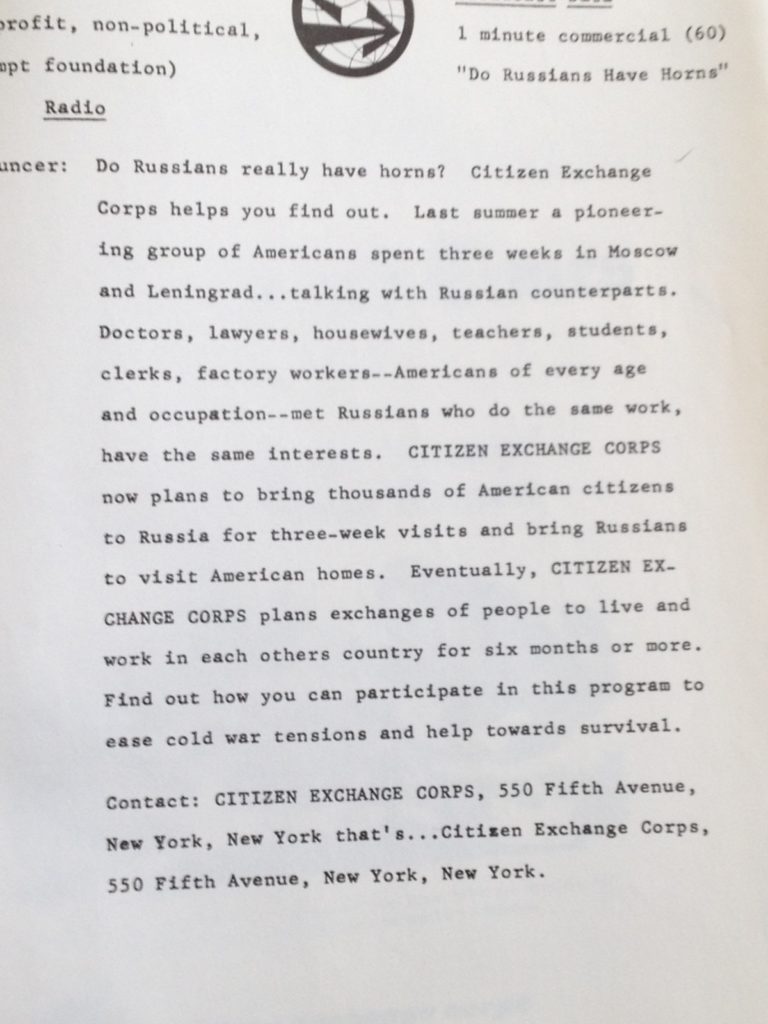 profit, non-political,
1 minute commercial (60)
mpt foundation)
"Do Russians Have Horns"
Radio
uncer: Do Russians really have horns? Citizen Exchange
Corps helps you find out. Last summer a pioneer-
ing group of Americans spent three weeks in Moscow
and Leningrad...talking with Russian counterparts.
Doctors, lawyers, housewives, teachers, students,
clerks, factory workers--Americans of every age
and occupation--met Russians who do the same work,
have the same interests. CITIZEN EXCHANGE CORPS
now plans to bring thousands of American citizens
to Russia for three-week visits and bring Russians
to visit American homes. Eventually, CITIZEN EX-
CHANGE CORPS plans exchanges of people to live and
work in each others country for six months or more.
Find out how you can participate in this program to
ease cold war tensions and help towards survival.
Contact: CITIZEN EXCHANGE CORPS, 550 Fifth Avenue,
New York, New York that's...Citizen Exchange Corps,
550 Fifth Avenue, New York, New York.